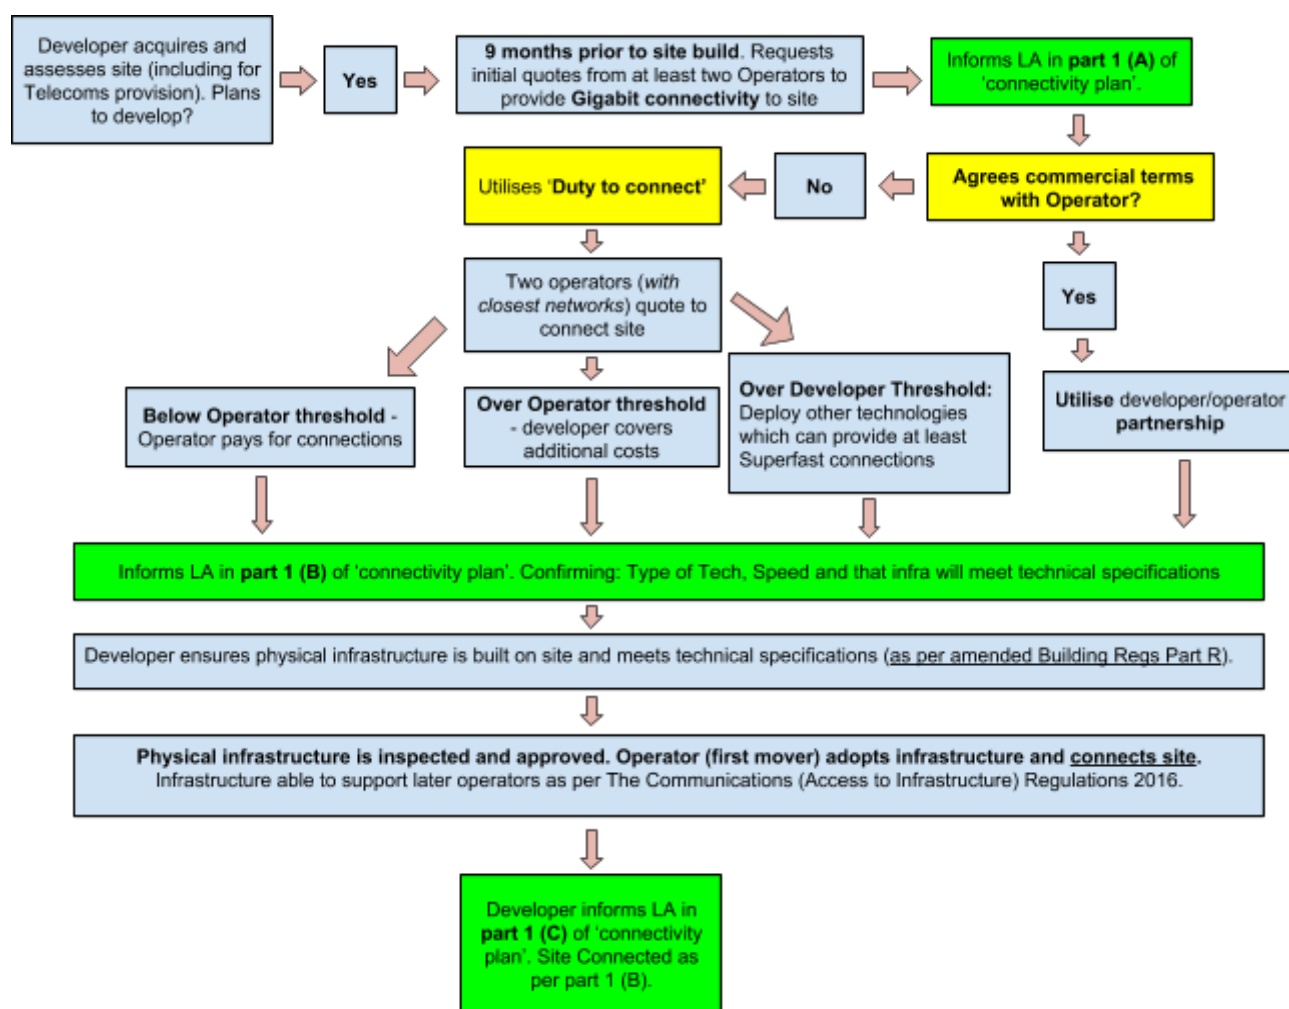 Developer acquires and
assesses site (including for
Telecoms provision). Plans
to develop?
Yes
9 months prior to site build. Requests
initial quotes from at least two Operators to
provide Gigabit connectivity to site
Informs LA in part 1 (A) of
‘connectivity plan’.
Agrees commercial terms
with Operator?
No
Utilises ‘Duty to connect’
Yes
Two operators (with
closest networks) quote to
connect site
Below Operator threshold -
Operator pays for connections
Over Operator threshold
- developer covers
additional costs
Over Developer Threshold:
Deploy other technologies
which can provide at least
Superfast connections
Utilise developer/operator
partnership
Informs LA in part 1 (B) of ‘connectivity plan’. Confirming: Type of Tech, Speed and that infra will meet technical specifications
Developer ensures physical infrastructure is built on site and meets technical specifications (as per amended Building Regs Part R).
Physical infrastructure is inspected and approved. Operator (first mover) adopts infrastructure and connects site.
Infrastructure able to support later operators as per The Communications (Access to Infrastructure) Regulations 2016.
Developer informs LA in
part 1 (C) of ‘connectivity
plan’. Site Connected as
per part 1 (B).